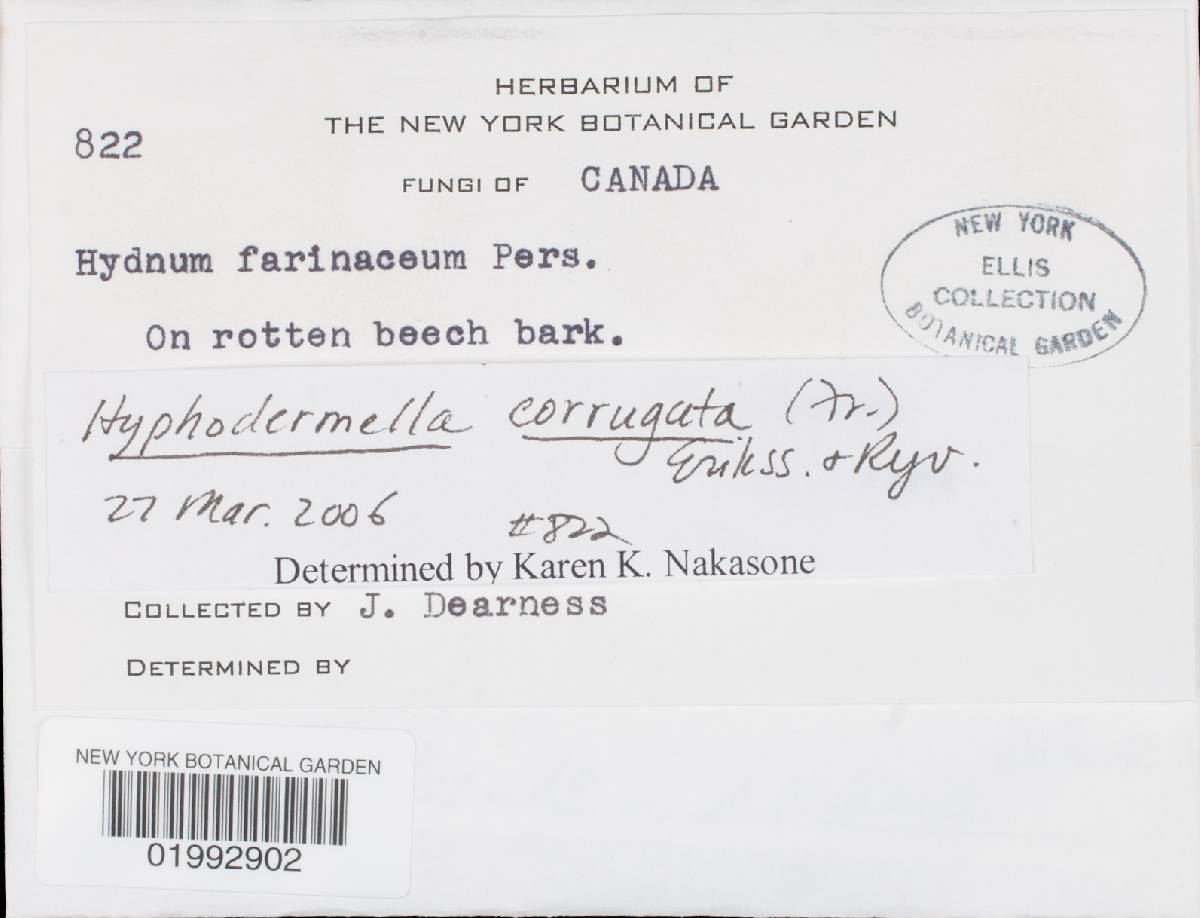 HERBARIUM OF
THE NEW YORK BOTANICAL GARDEN
822
FUNGI OF CANADA
Hydnum farinaceum Pers.
NEW YORK
ELLIS
COLLECTION
BOTANICAL GARDEN
On rotten beech bark.
Hyphodermella corrugata (Fr.)
Erikss. & Ryv.
27 Mar. 2006 #822
Determined by Karen K. Nakasone
COLLECTED BY J. Dearness
DETERMINED BY
NEW YORK BOTANICAL GARDEN
01992902